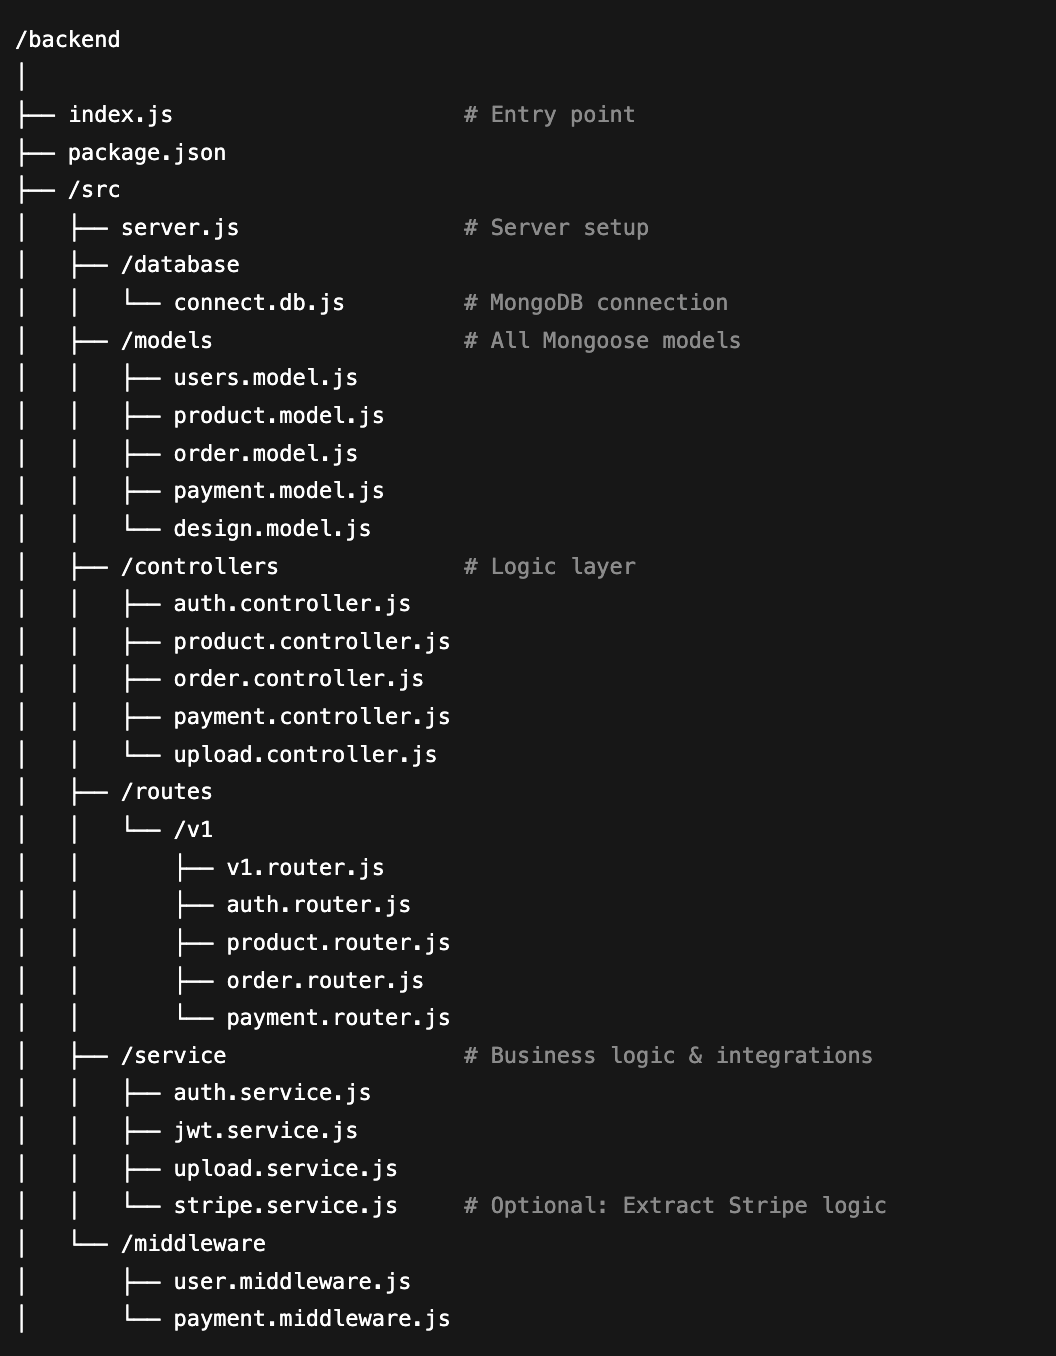 /backend
│
├── index.js                      # Entry point
├── package.json
├── /src
│   ├── server.js                 # Server setup
│   ├── /database
│   │   └── connect.db.js         # MongoDB connection
│   ├── /models                   # All Mongoose models
│   │   ├── users.model.js
│   │   ├── product.model.js
│   │   ├── order.model.js
│   │   ├── payment.model.js
│   │   └── design.model.js
│   ├── /controllers              # Logic layer
│   │   ├── auth.controller.js
│   │   ├── product.controller.js
│   │   ├── order.controller.js
│   │   ├── payment.controller.js
│   │   └── upload.controller.js
│   ├── /routes
│   │   └── /v1
│   │       ├── v1.router.js
│   │       ├── auth.router.js
│   │       ├── product.router.js
│   │       ├── order.router.js
│   │       └── payment.router.js
│   ├── /service                  # Business logic & integrations
│   │   ├── auth.service.js
│   │   ├── jwt.service.js
│   │   ├── upload.service.js
│   │   └── stripe.service.js     # Optional: Extract Stripe logic
│   └── /middleware
│       ├── user.middleware.js
│       └── payment.middleware.js